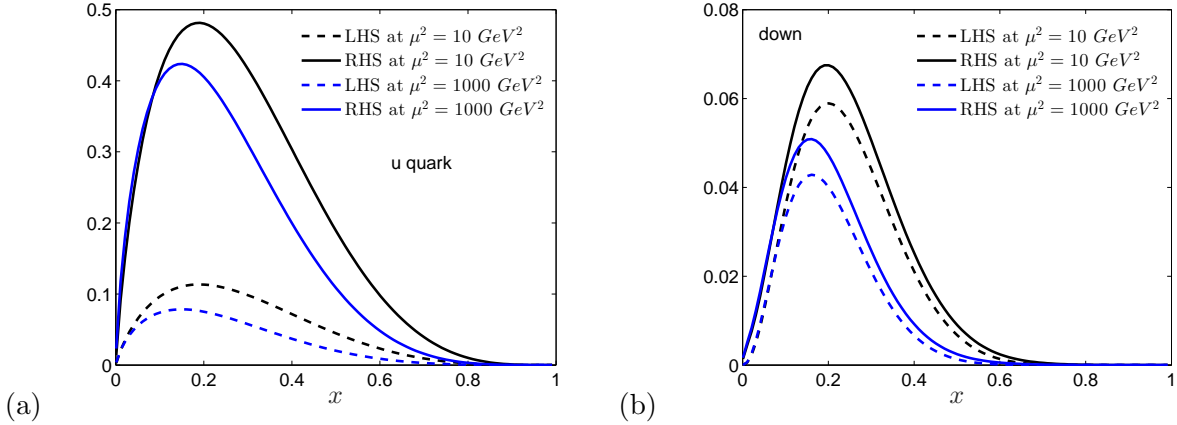 0.5
0.4
0.3
0.2
0.1
0
0 0.2 0.4 0.6 0.8 1
x
LHS at μ² = 10 GeV²
RHS at μ² = 10 GeV²
LHS at μ² = 1000 GeV²
RHS at μ² = 1000 GeV²
u quark
(a)
0.08
0.06
0.04
0.02
0
0 0.2 0.4 0.6 0.8 1
x
down
LHS at μ² = 10 GeV²
RHS at μ² = 10 GeV²
LHS at μ² = 1000 GeV²
RHS at μ² = 1000 GeV²
(b)